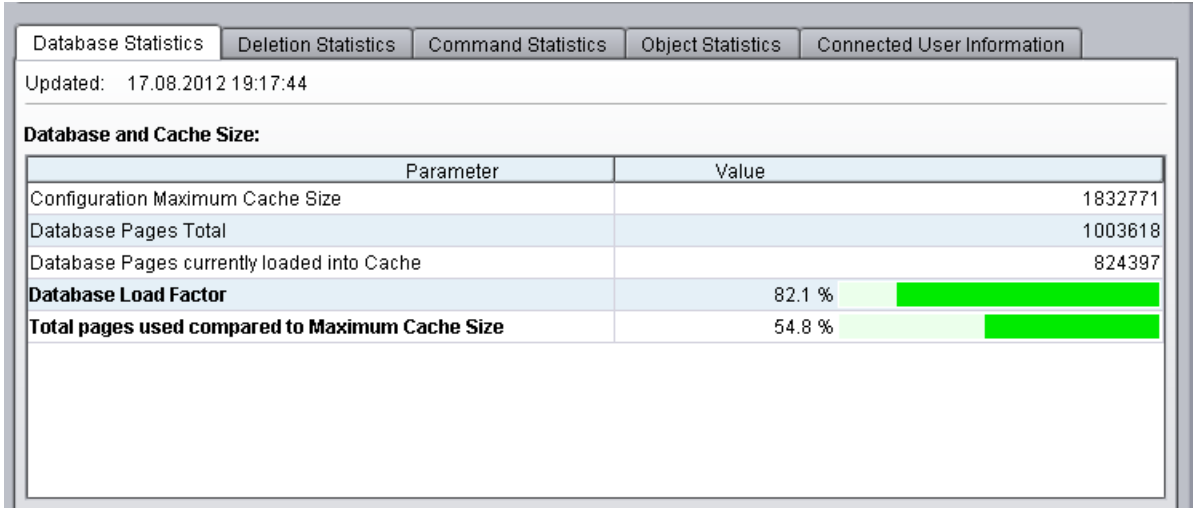 Database Statistics Deletion Statistics Command Statistics Object Statistics Connected User Information
Updated: 17.08.2012 19:17:44
Database and Cache Size:
Parameter Value
Configuration Maximum Cache Size 1832771
Database Pages Total 1003618
Database Pages currently loaded into Cache 824397
Database Load Factor 82.1 %
Total pages used compared to Maximum Cache Size 54.8 %